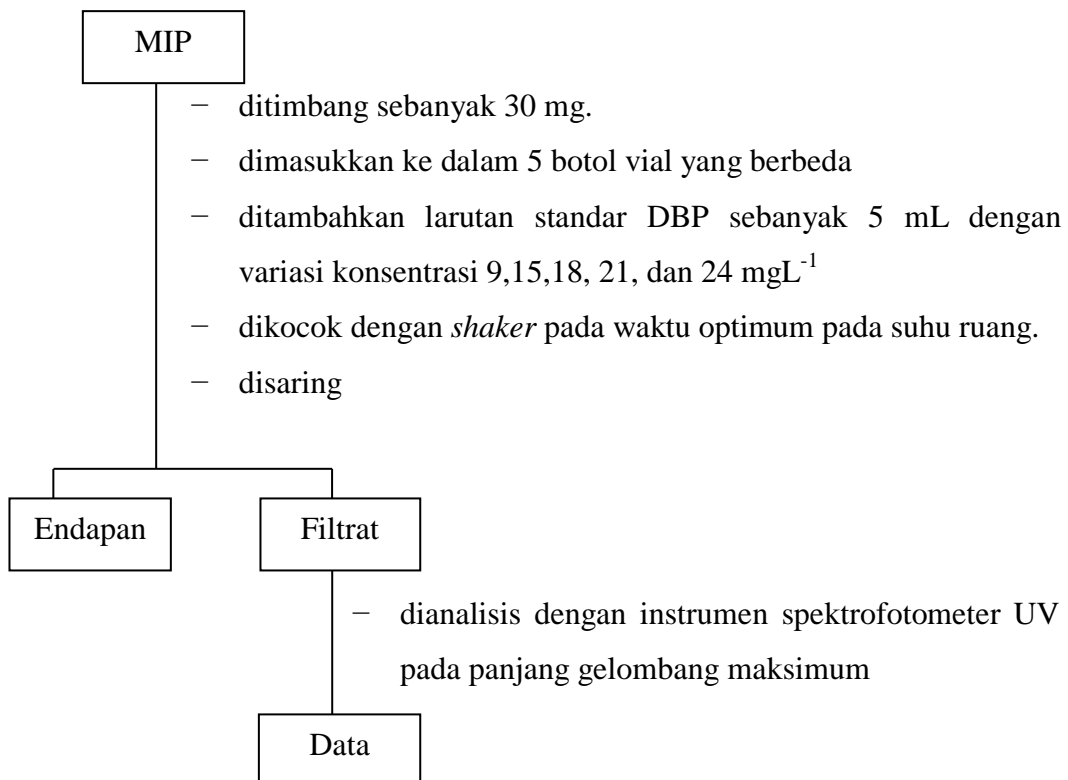 MIP
− ditimbang sebanyak 30 mg.
− dimasukkan ke dalam 5 botol vial yang berbeda
− ditambahkan larutan standar DBP sebanyak 5 mL dengan
variasi konsentrasi 9,15,18, 21, dan 24 mgL⁻¹
− dikocok dengan shaker pada waktu optimum pada suhu ruang.
− disaring
Endapan
Filtrat
− dianalisis dengan instrumen spektrofotometer UV
pada panjang gelombang maksimum
Data